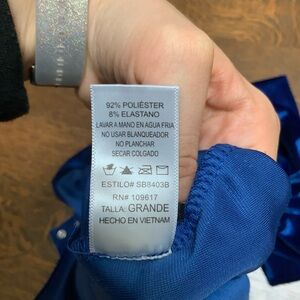 92% POLIÉSTER
8% ELASTANO
LAVAR A MANO EN AGUA FRIA
NO USAR BLANQUEADOR
NO PLANCHAR
SECAR COLGADO
ESTILO# SB8403B
RN# 109617
TALLA: GRANDE
HECHO EN VIETNAM